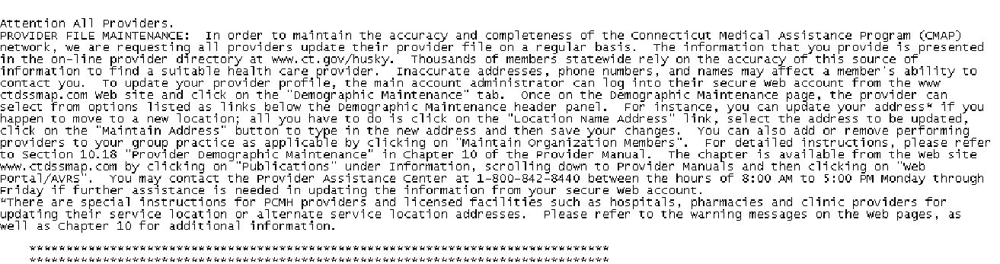 Attention All Providers.
PROVIDER FILE MAINTENANCE:  In order to maintain the accuracy and completeness of the Connecticut Medical Assistance Program (CMAP)
network, we are requesting all providers update their provider file on a regular basis.  The information that you provide is presented
in the on-line provider directory at www.ct.gov/husky.  Thousands of members statewide rely on the accuracy of this source of
information to find a suitable health care provider.  Inaccurate addresses, phone numbers, and names may affect a member's ability to
contact you.  To update your provider profile, the main account administrator can log into their secure Web account from the www
ctdssmap.com Web site and click on the "Demographic Maintenance" tab.  Once on the Demographic Maintenance page, the provider can
select from options listed as links below the Demographic Maintenance header panel.  For instance, you can update your address* if you
happen to move to a new location; all you have to do is click on the "Location Name Address" link, select the address to be updated,
click on the "Maintain Address" button to type in the new address and then save your changes.  You can also add or remove performing
providers to your group practice as applicable by clicking on "Maintain Organization Members".  For detailed instructions, please refer
to Section 10.18 "Provider Demographic Maintenance" in Chapter 10 of the Provider Manual.  The chapter is available from the Web site
www.ctdssmap.com by clicking on "Publications" under Information, scrolling down to Provider Manuals and then clicking on "Web
Portal/AVRS".  You may contact the Provider Assistance Center at 1-800-842-8440 between the hours of 8:00 AM to 5:00 PM Monday through
Friday if further assistance is needed in updating the information from your secure Web account.
*There are special instructions for PCMH providers and licensed facilities such as hospitals, pharmacies and clinic providers for
updating their service location or alternate service location addresses.  Please refer to the warning messages on the Web pages, as
well as Chapter 10 for additional information.
*******************************************************************************
*******************************************************************************